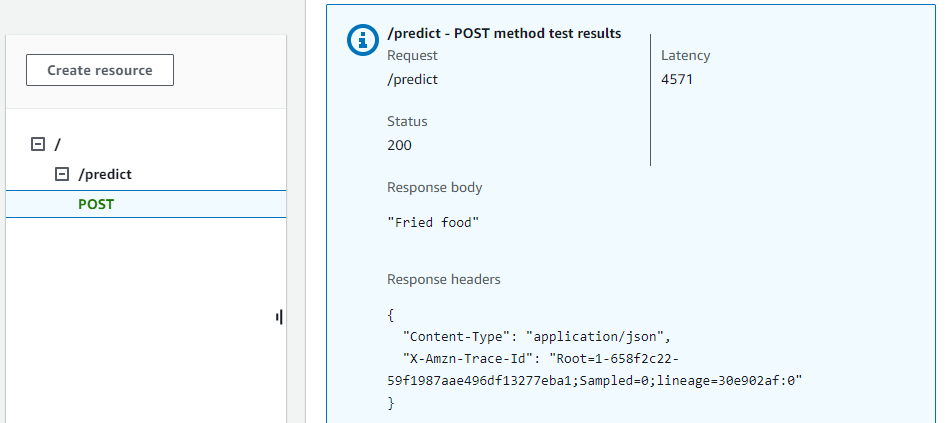 Create resource
/
/predict
POST
/predict - POST method test results
Request
/predict
Latency
4571
Status
200
Response body
"Fried food"
Response headers
{
"Content-Type": "application/json",
"X-Amzn-Trace-Id": "Root=1-658f2c22-
59f1987aae496df13277eba1;Sampled=0;lineage=30e902af:0"
}